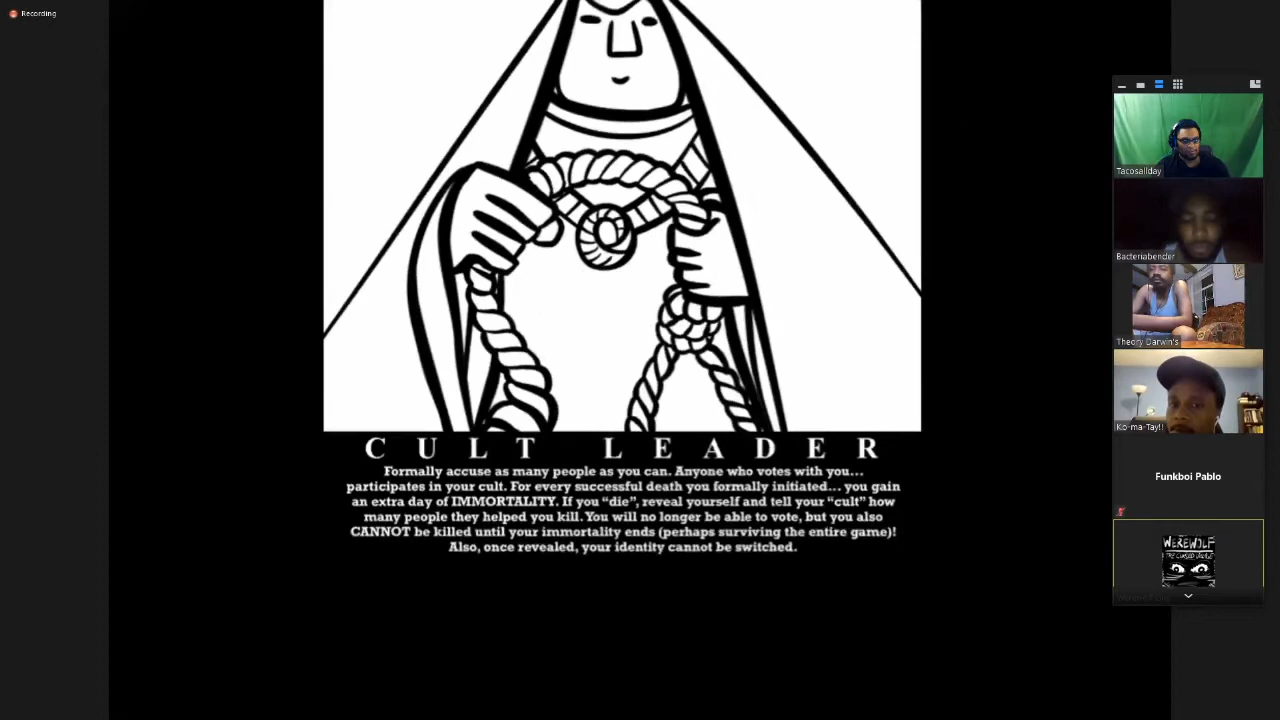 Recording
Tacosallday
Bacteriabender
Theory Darwin's
Ko-ma-Tay!!
Funkboi Pablo
WEREWOLF
CULT LEADER
Formally accuse as many people as you can. Anyone who votes with you...
participates in your cult. For every successful death you formally initiated... you gain
an extra day of IMMORTALITY. If you “die”, reveal yourself and tell your “cult” how
many people they helped you kill. You will no longer be able to vote, but you also
CANNOT be killed until your immortality ends (perhaps surviving the entire game)!
Also, once revealed, your identity cannot be switched.